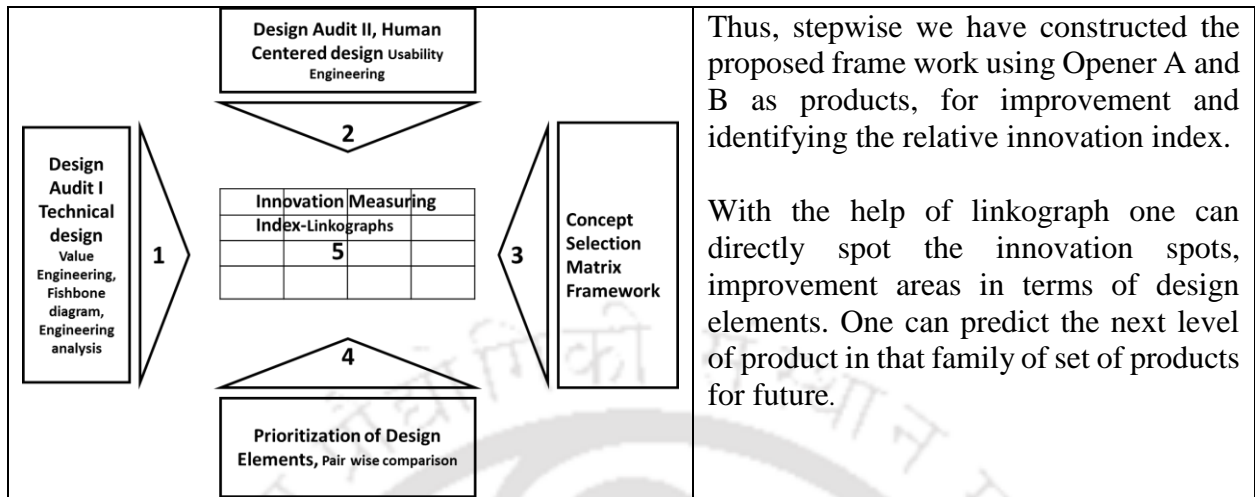 Design Audit II, Human
Centered design Usability
Engineering
2
Design
Audit I
Technical
design
Value
Engineering,
Fishbone
diagram,
Engineering
analysis
1
Innovation Measuring
Index-Linkographs
5
3
Concept
Selection
Matrix
Framework
4
Prioritization of Design
Elements, Pair wise comparison
Thus, stepwise we have constructed the
proposed frame work using Opener A and
B as products, for improvement and
identifying the relative innovation index.
With the help of linkograph one can
directly spot the innovation spots,
improvement areas in terms of design
elements. One can predict the next level
of product in that family of set of products
for future.